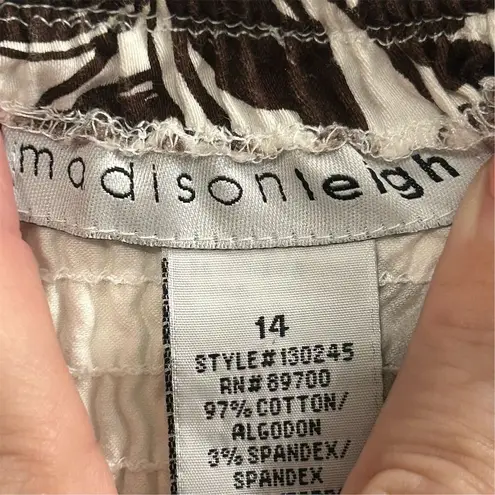 madisonleigh
14
STYLE#130245
RN#89700
97% COTTON/
ALGODON
3% SPANDEX/
SPANDEX